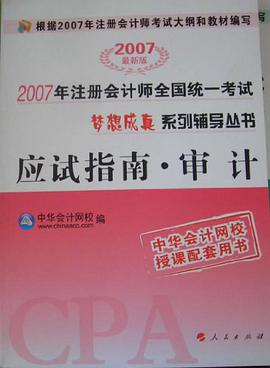 根据2007年注册会计师考试大纲和教材编写
2007
最新版
2007年注册会计师全国统一考试
梦想成真 系列辅导丛书
应试指南·审计
中华会计网校 编
www.chinaacc.com
中华会计网校
授课配套用书
CPA
人民出版社